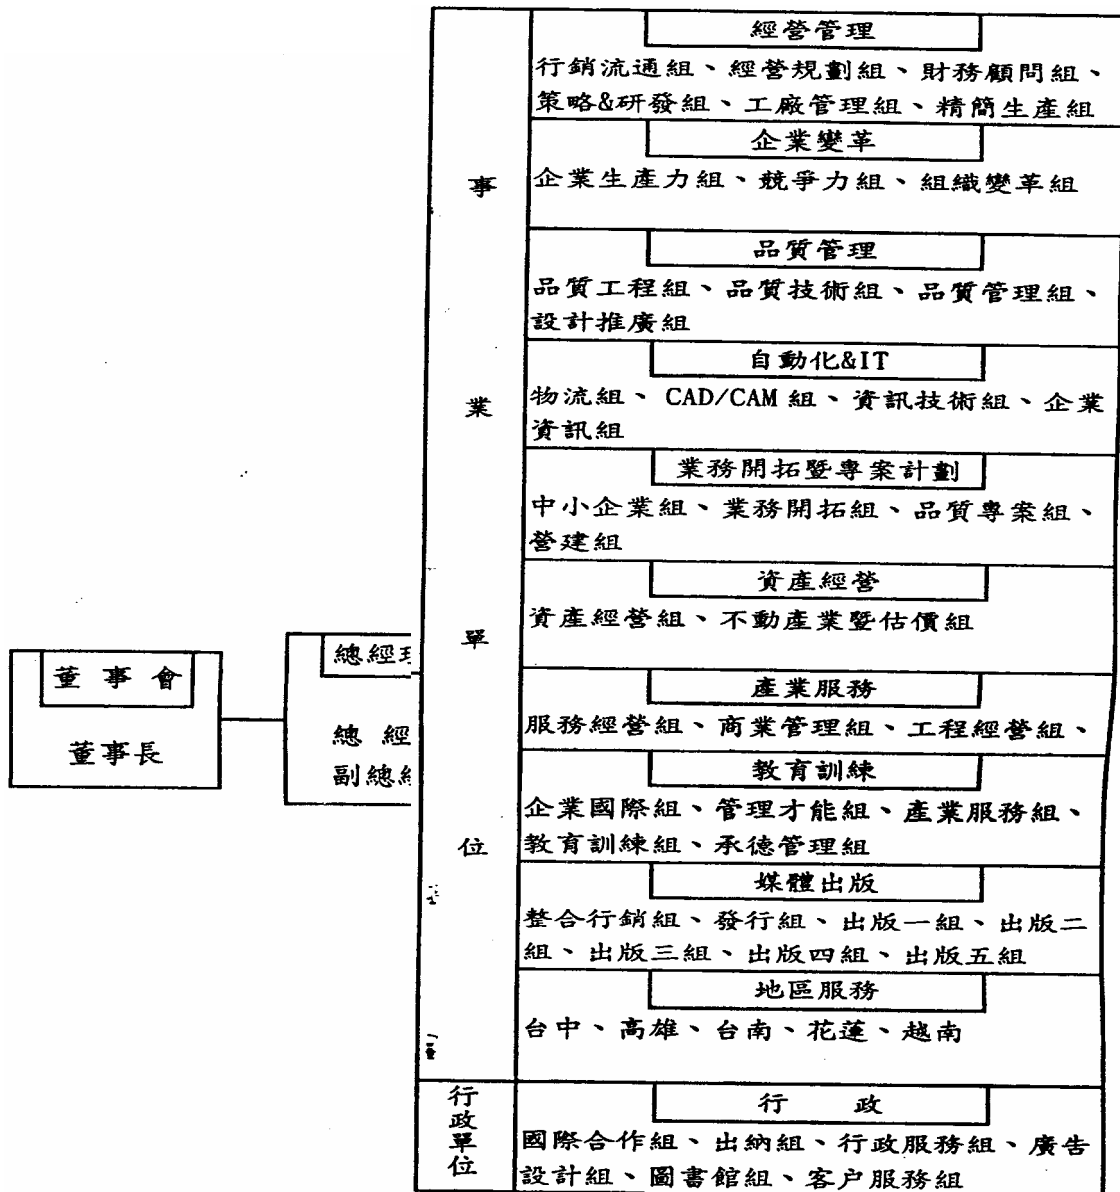 董事會
董事長
總經
總經
副總
事業單位
經營管理
行銷流通組、經營規劃組、財務顧問組、
策略&研發組、工廠管理組、精簡生產組
企業變革
企業生產力組、競爭力組、組織變革組
品質管理
品質工程組、品質技術組、品質管理組、
設計推廣組
自動化&IT
物流組、CAD/CAM組、資訊技術組、企業
資訊組
業務開拓暨專案計劃
中小企業組、業務開拓組、品質專案組、
營建組
資產經營
資產經營組、不動產業暨估價組
產業服務
服務經營組、商業管理組、工程經營組、
教育訓練
企業國際組、管理才能組、產業服務組、
教育訓練組、承德管理組
媒體出版
整合行銷組、發行組、出版一組、出版二
組、出版三組、出版四組、出版五組
地區服務
台中、高雄、台南、花蓮、越南
行政單位
行 政
國際合作組、出納組、行政服務組、廣告
設計組、圖書館組、客戶服務組